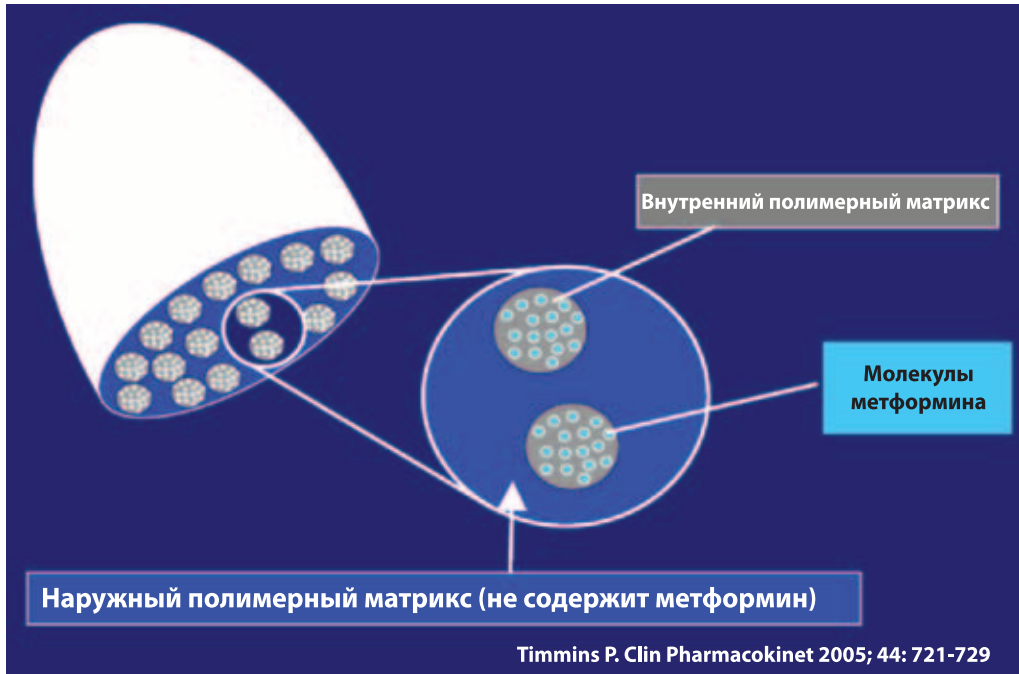 Внутренний полимерный матрикс
Молекулы
метформина
Наружный полимерный матрикс (не содержит метформин)
Timmins P. Clin Pharmacokinet 2005; 44: 721-729